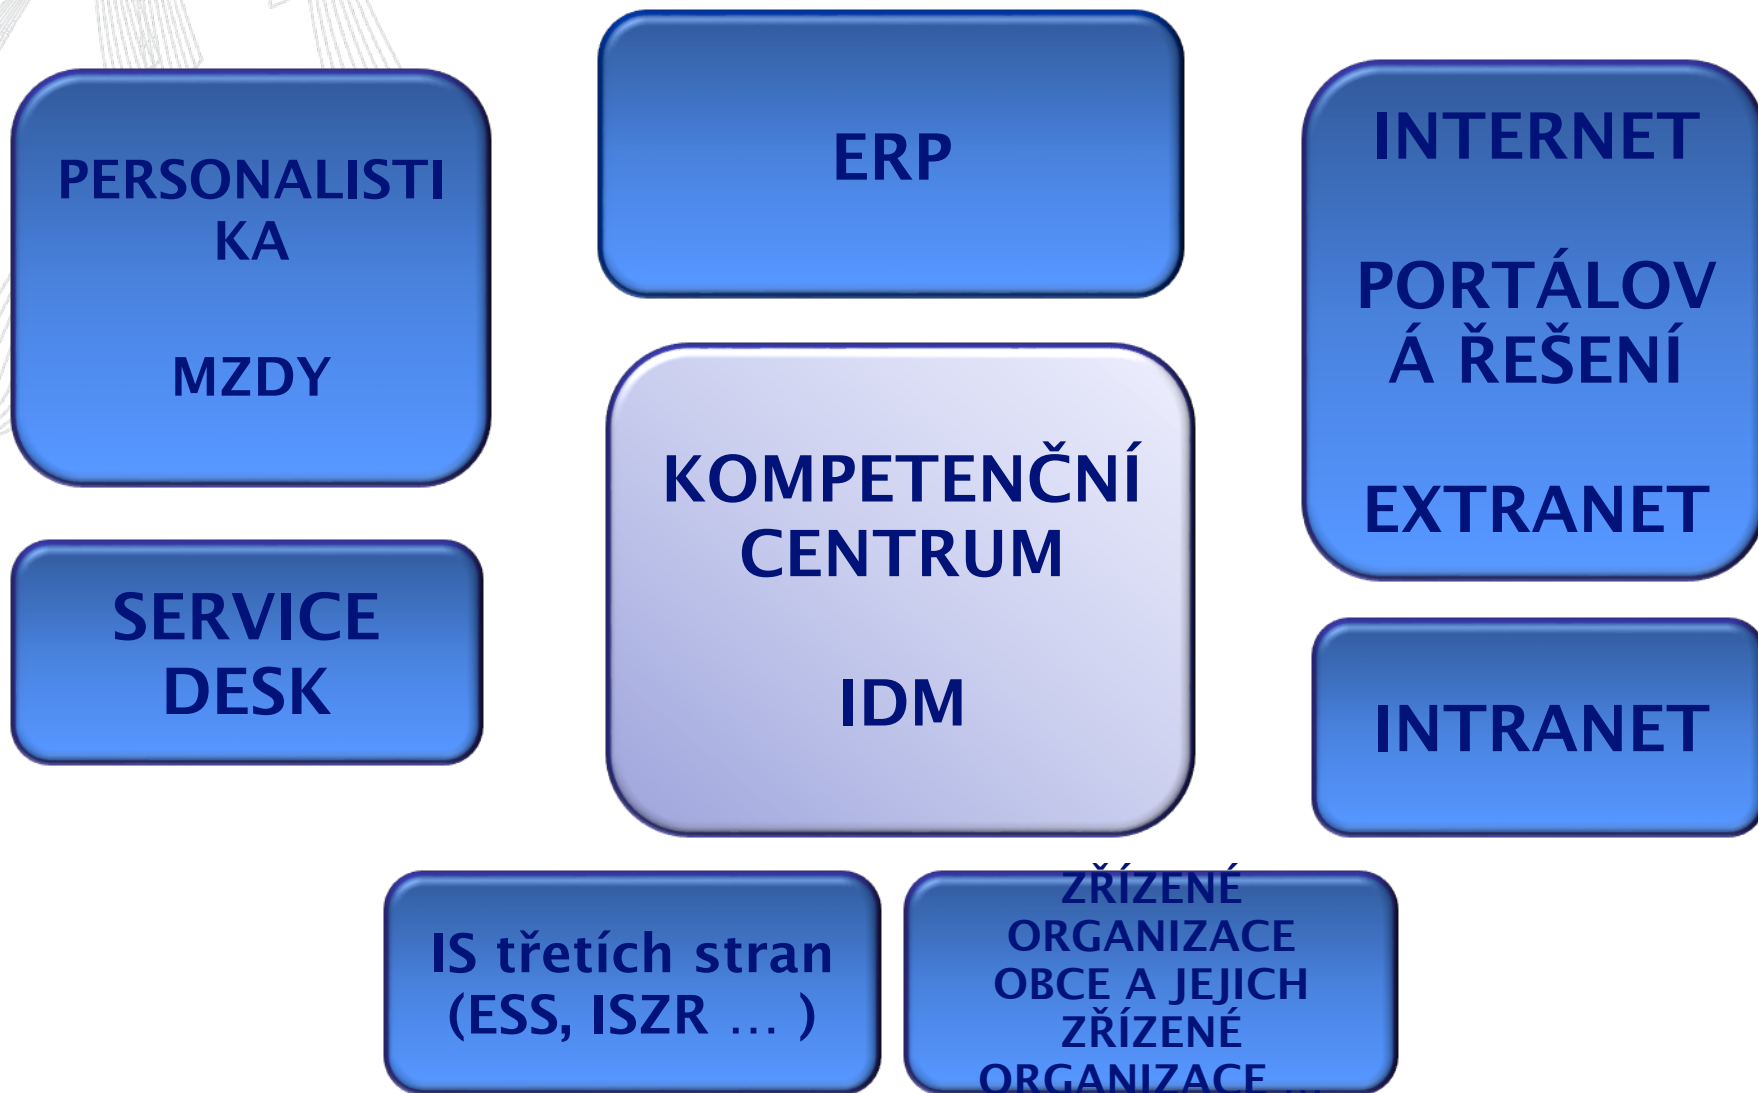 PERSONALISTI
KA
MZDY
ERP
INTERNET
PORTÁLOV
Á ŘEŠENÍ
EXTRANET
KOMPETENČNÍ
CENTRUM
IDM
SERVICE
DESK
INTRANET
IS třetích stran
(ESS, ISZR … )
ZŘÍZENÉ
ORGANIZACE
OBCE A JEJICH
ZŘÍZENÉ
ORGANIZACE …